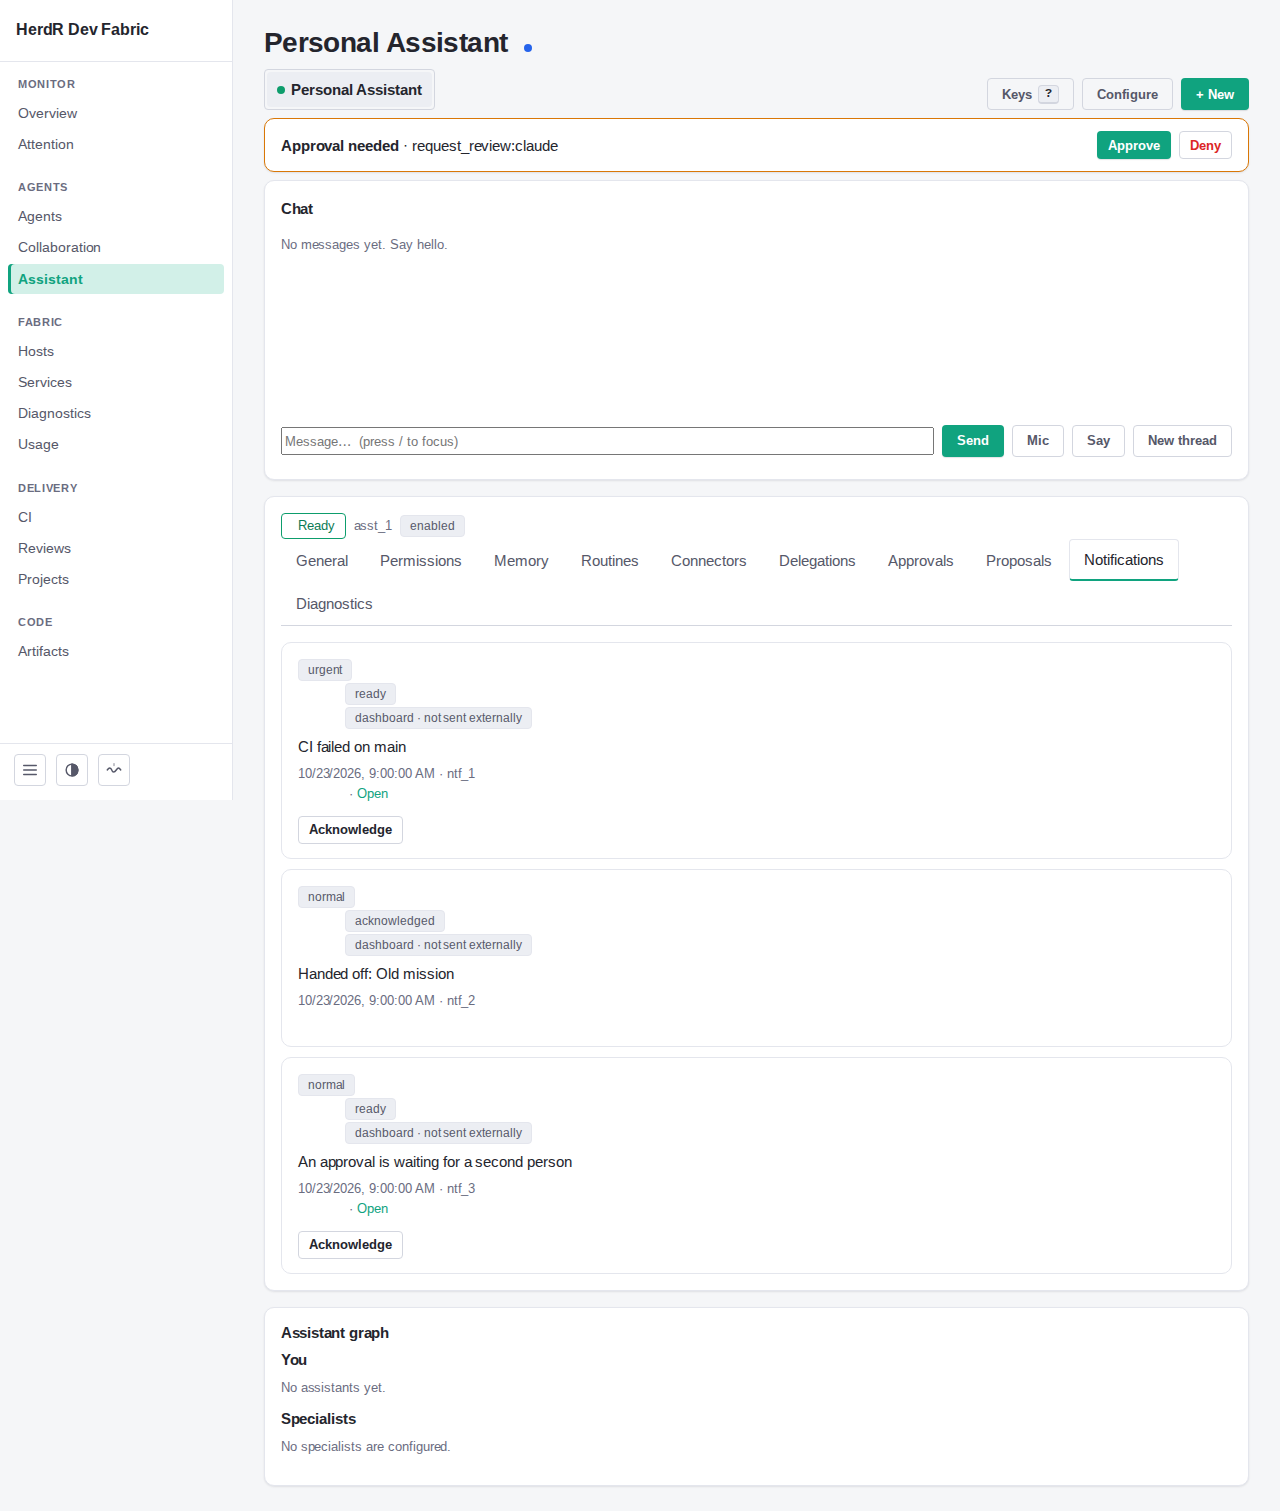 HerdR Dev Fabric
MONITOR
Overview
Attention
AGENTS
Agents
Collaboration
Assistant
FABRIC
Hosts
Services
Diagnostics
Usage
DELIVERY
CI
Reviews
Projects
CODE
Artifacts
Personal Assistant
Personal Assistant
Keys ? Configure + New
Approval needed · request_review:claude Approve Deny
Chat
No messages yet. Say hello.
Message… (press / to focus) Send Mic Say New thread
Ready asst_1 enabled
General Permissions Memory Routines Connectors Delegations Approvals Proposals Notifications
Diagnostics
urgent
ready
dashboard · not sent externally
CI failed on main
10/23/2026, 9:00:00 AM · ntf_1
· Open
Acknowledge
normal
acknowledged
dashboard · not sent externally
Handed off: Old mission
10/23/2026, 9:00:00 AM · ntf_2
normal
ready
dashboard · not sent externally
An approval is waiting for a second person
10/23/2026, 9:00:00 AM · ntf_3
· Open
Acknowledge
Assistant graph
You
No assistants yet.
Specialists
No specialists are configured.